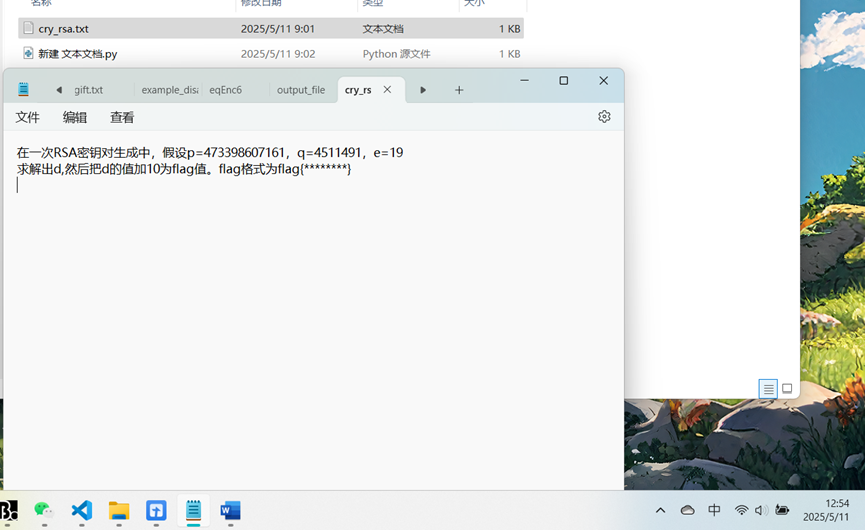 名称 修改日期 类型 大小
cry_rsa.txt 2025/5/11 9:01 文本文档 1 KB
新建 文本文档.py 2025/5/11 9:02 Python 源文件 1 KB
gift.txt example_disa eqEnc6 output_file cry_rs
文件 编辑 查看
在一次RSA密钥对生成中，假设p=473398607161，q=4511491，e=19
求解出d,然后把d的值加10为flag值。flag格式为flag{********}
中 12:54
2025/5/11